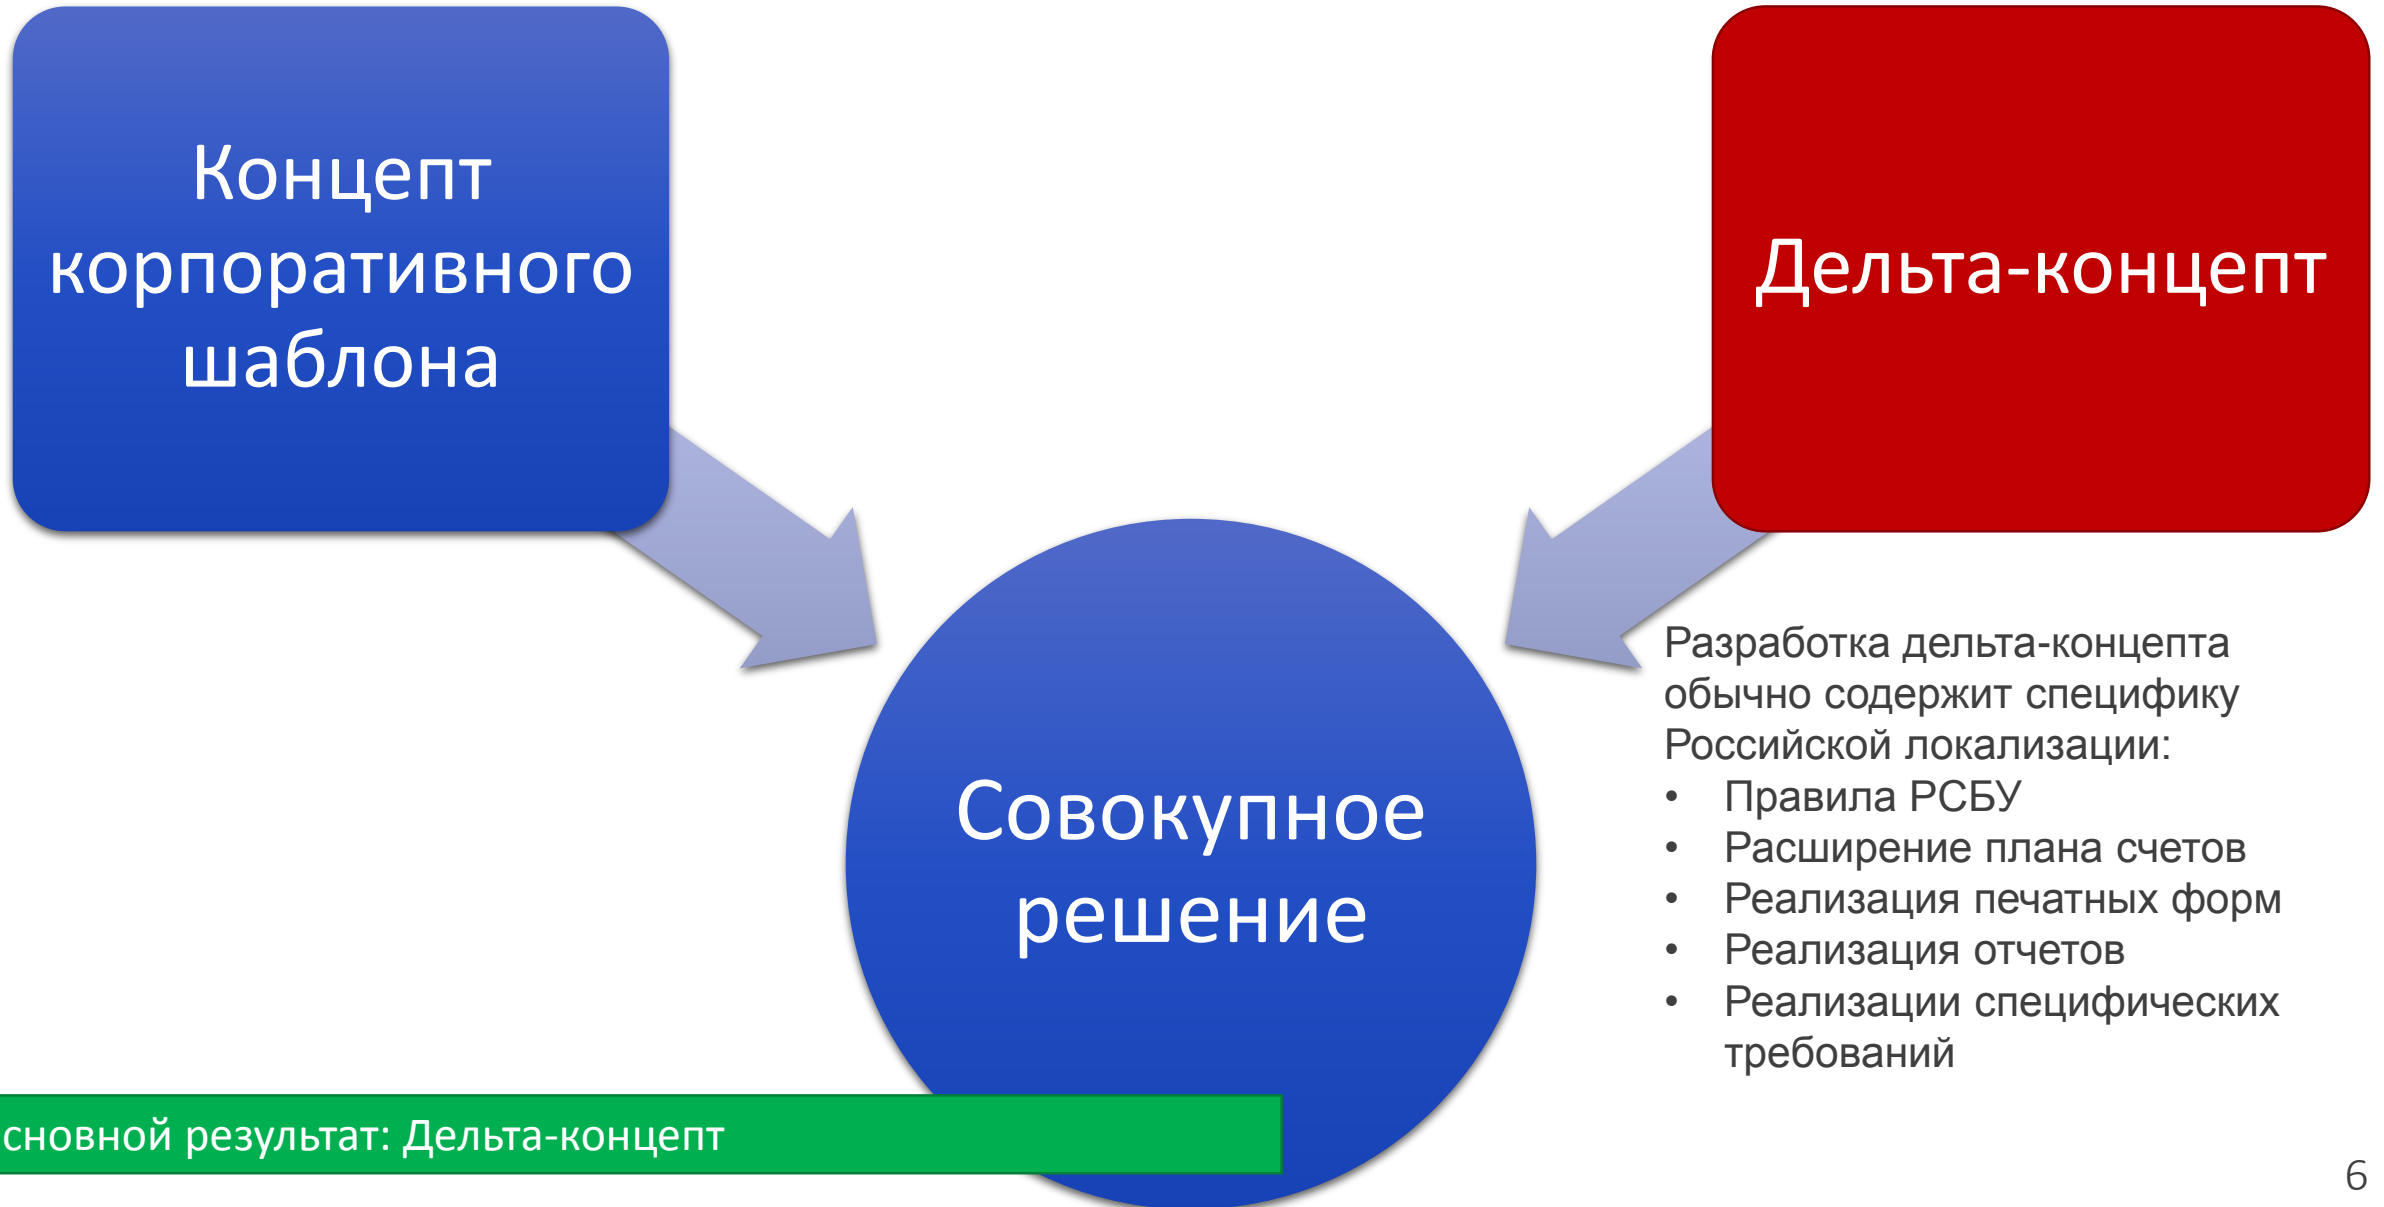 Концепт
корпоративного
шаблона
Дельта-концепт
Совокупное
решение
Разработка дельта-концепта
обычно содержит специфику
Российской локализации:
• Правила РСБУ
• Расширение плана счетов
• Реализация печатных форм
• Реализация отчетов
• Реализации специфических
требований
сновной результат: Дельта-концепт
6